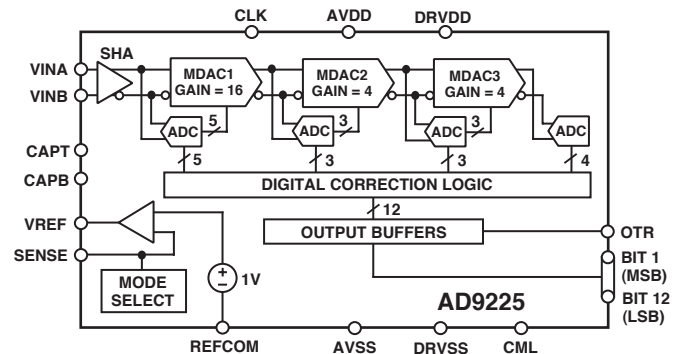 CLK AVDD DRVDD
SHA
VINA
VINB
MDAC1
GAIN = 16
MDAC2
GAIN = 4
MDAC3
GAIN = 4
ADC 5
ADC 3
ADC 3
ADC
5 3 3 4
CAPT
CAPB
DIGITAL CORRECTION LOGIC
12
VREF
OUTPUT BUFFERS
OTR
SENSE
MODE
SELECT
+
–
1V
BIT 1
(MSB)
BIT 12
(LSB)
AD9225
REFCOM AVSS DRVSS CML